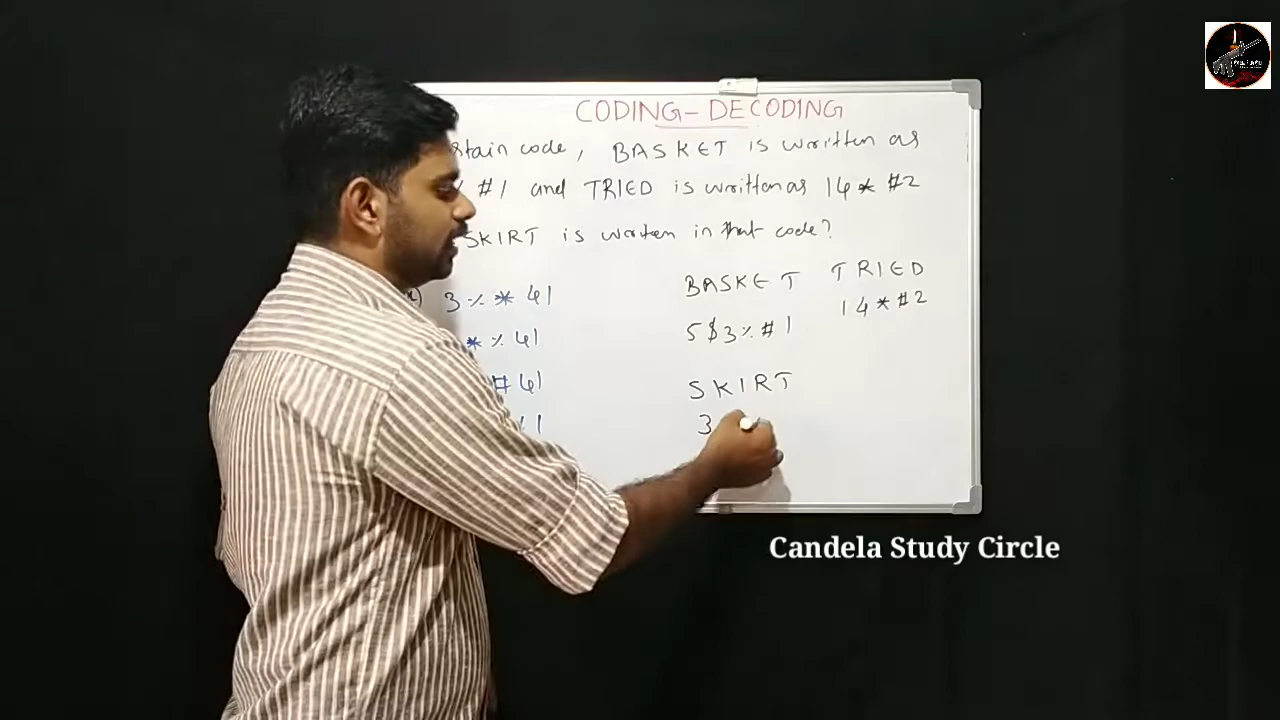 CODING-DECODING
rtain code, BASKET is written as
#1 and TRIED is written as 14*#2
SKIRT is written in that code?
3%*41
*%41
#41
1
BASKET TRIED
5$3%#1 14*#2
SKIRT
3
Candela Study Circle